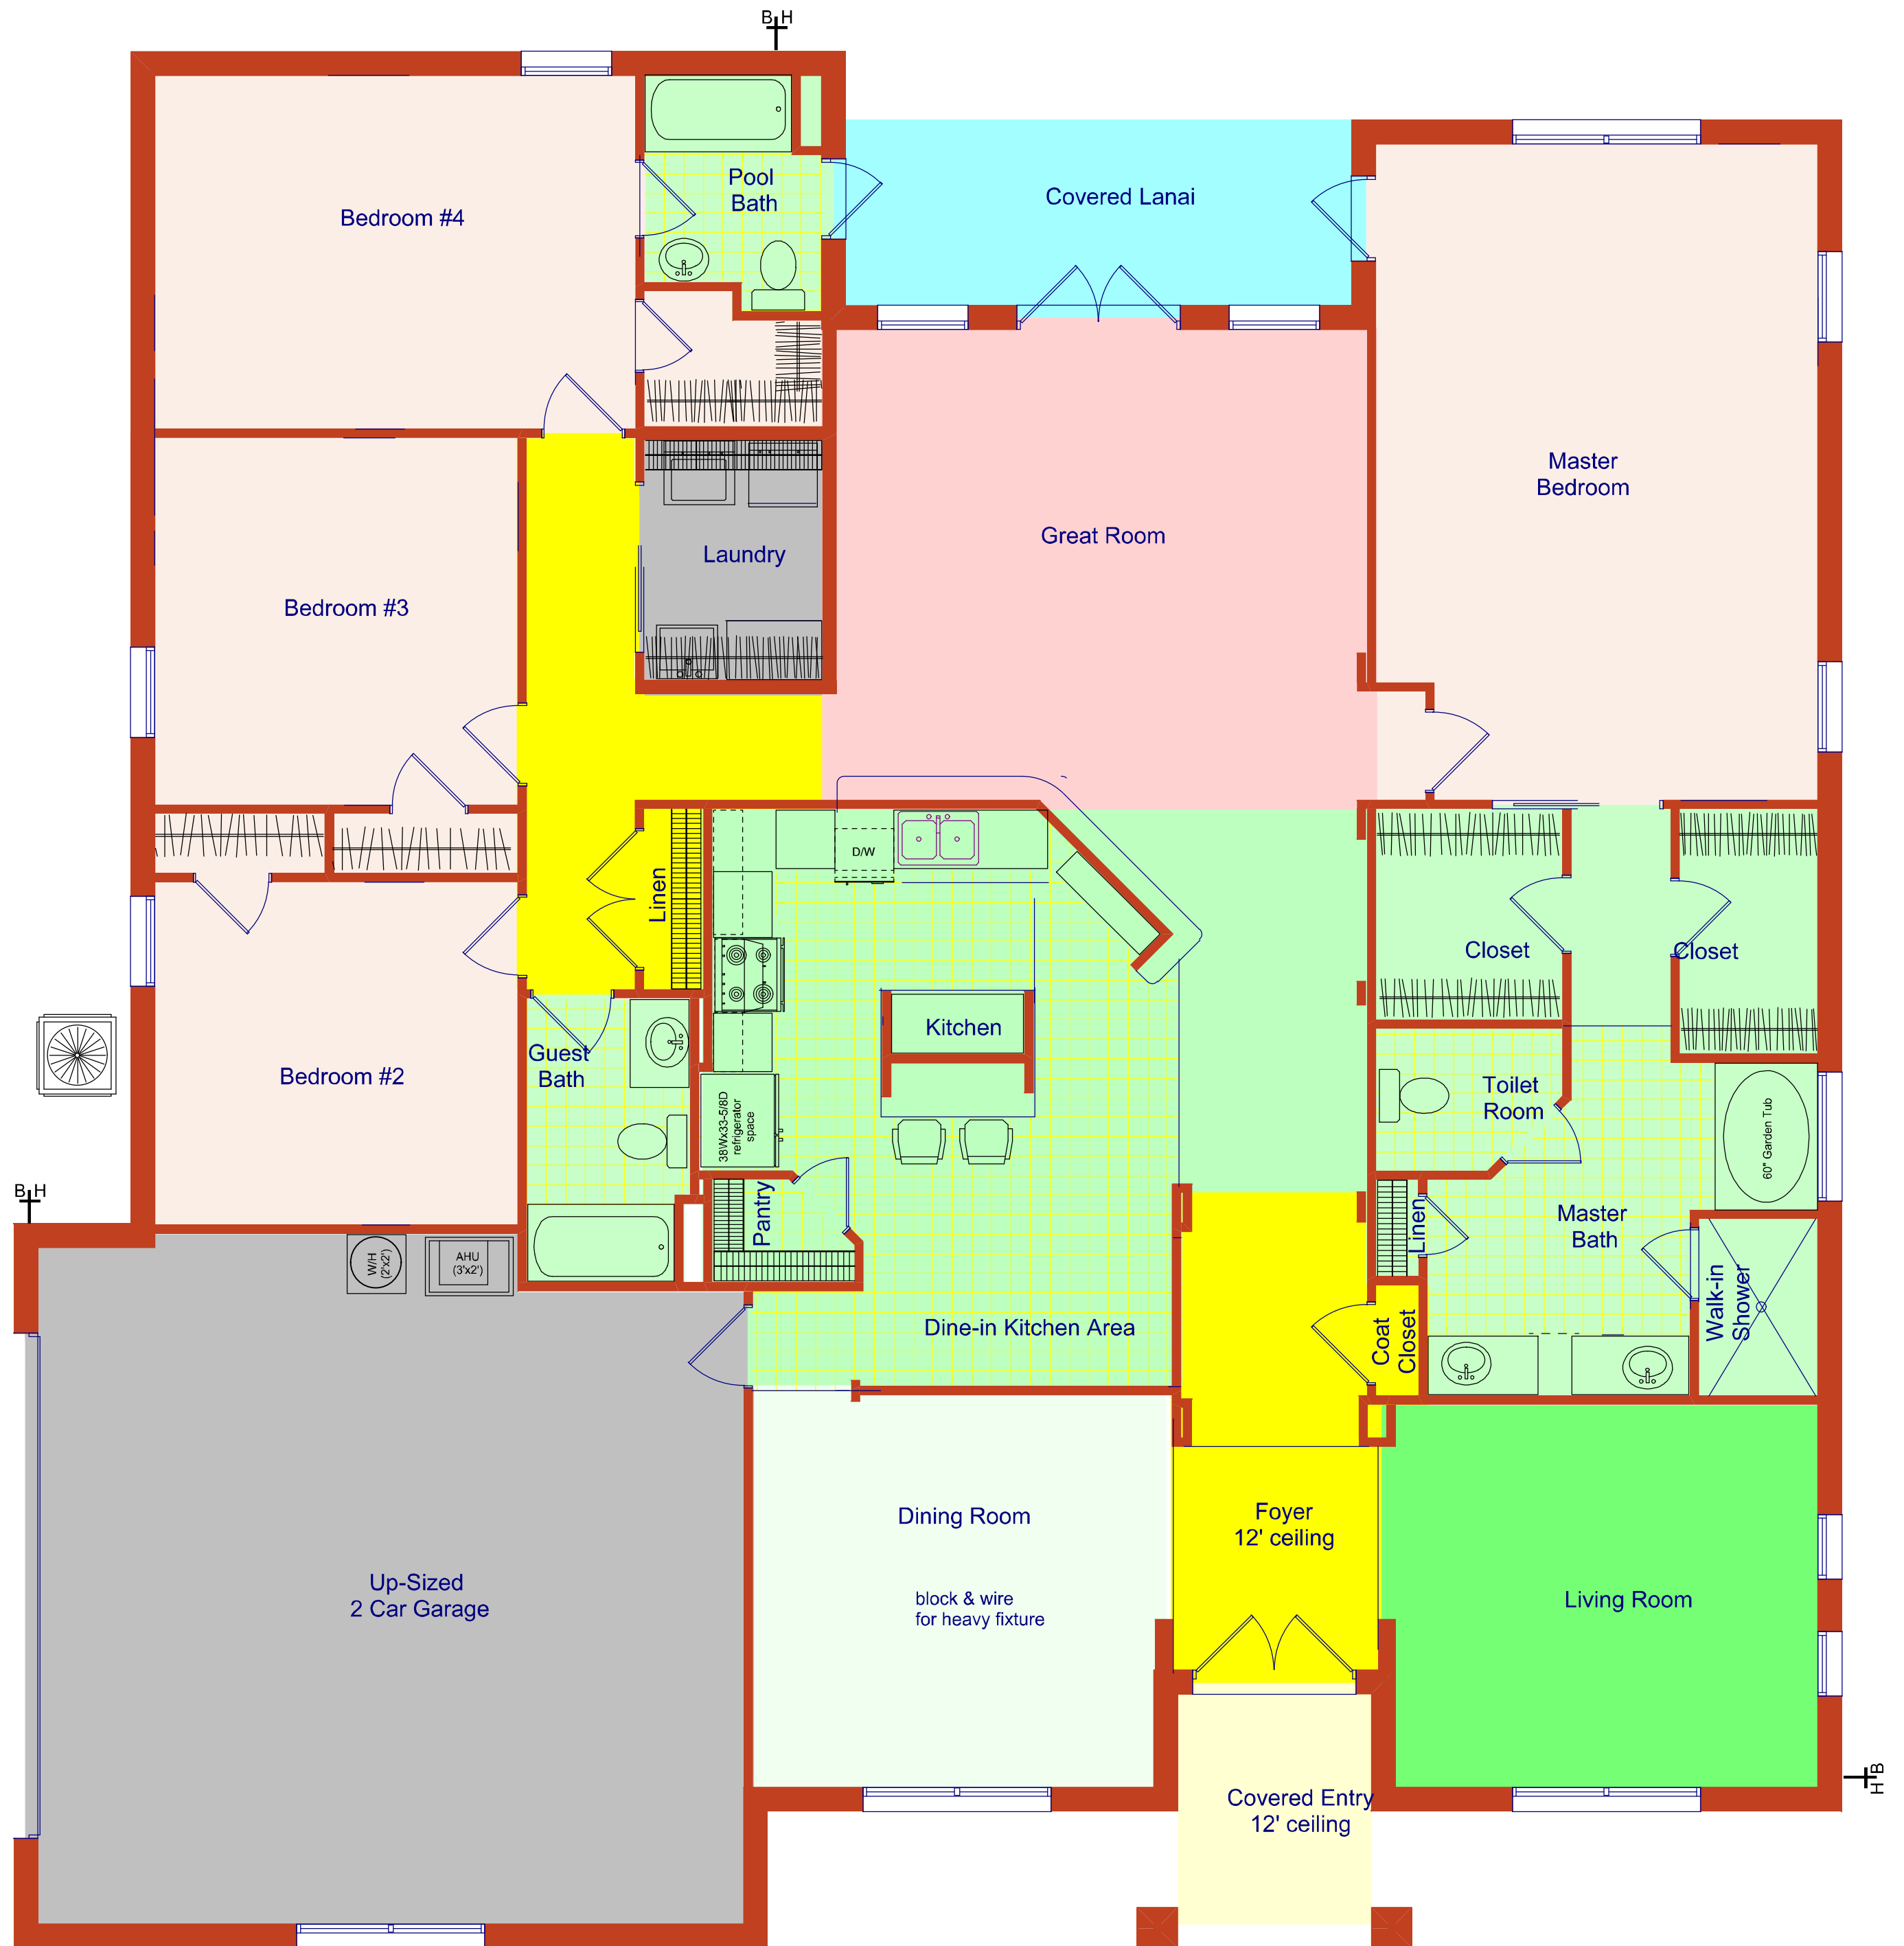 B H
Pool
Bath
Covered Lanai
Bedroom #4
Master
Bedroom
Great Room
Laundry
Bedroom #3
D/W
Linen
Closet
Closet
Kitchen
Guest
Bath
Bedroom #2
Toilet
Room
60" Garden Tub
38Wx33-5/8D
refrigerator
space
B H
Pantry
Linen
Master
Bath
W/H
(2'x2')
AHU
(3'x2')
Walk-in
Shower
Dine-in Kitchen Area
Coat
Closet
Dining Room
Foyer
12' ceiling
Up-Sized
2 Car Garage
block & wire
for heavy fixture
Living Room
Covered Entry
12' ceiling
B H